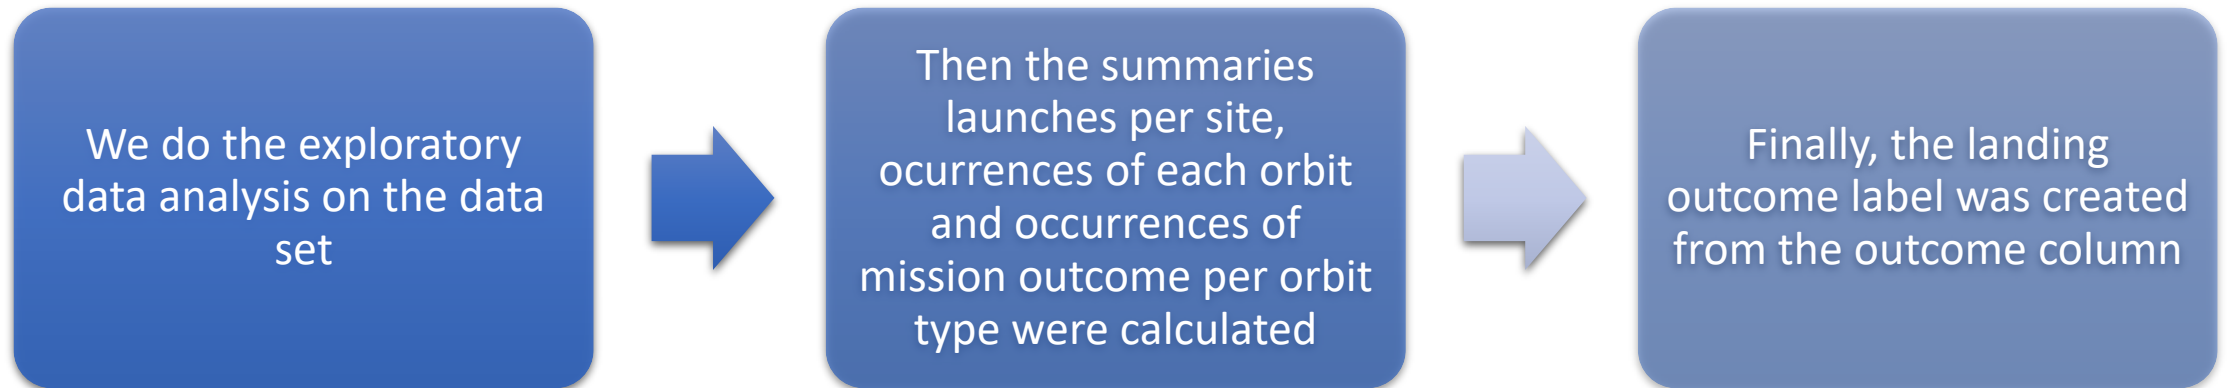 We do the exploratory
data analysis on the data
set
Then the summaries
launches per site,
ocurrences of each orbit
and occurrences of
mission outcome per orbit
type were calculated
Finally, the landing
outcome label was created
from the outcome column